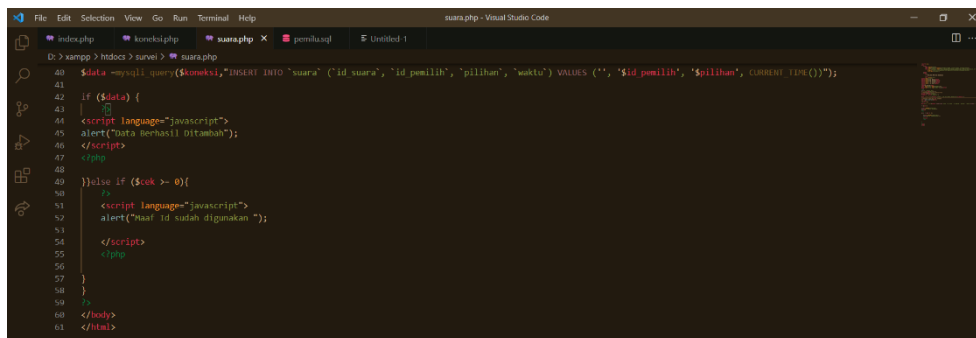 File Edit Selection View Go Run Terminal Help suara.php - Visual Studio Code
index.php koneksi.php suara.php pemilu.sql Untitled-1
D: > xampp > htdocs > survei > suara.php
40 $data =mysqli_query($koneksi,"INSERT INTO `suara` (`id_suara`, `id_pemilih`, `pilihan`, `waktu`) VALUES ('', '$id_pemilih', '$pilihan', CURRENT_TIME())");
41
42 if ($data) {
43 ?>
44 <script language="javascript">
45 alert("Data Berhasil Ditambah");
46 </script>
47 <?php
48
49 }}else if ($cek >= 0){
50 ?>
51 <script language="javascript">
52 alert("Maaf Id sudah digunakan ");
53
54 </script>
55 <?php
56
57 }
58 }
59 ?>
60 </body>
61 </html>